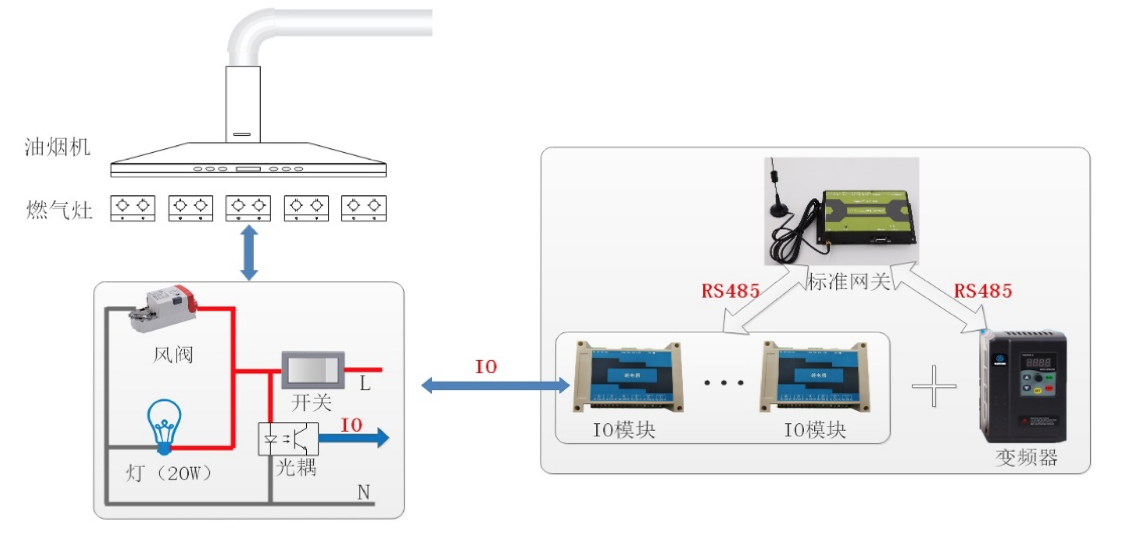 油烟机
燃气灶
风阀
开关
L
灯（20W）
光耦
IO
N
IO
标准网关
RS485
RS485
IO模块
IO模块
变频器